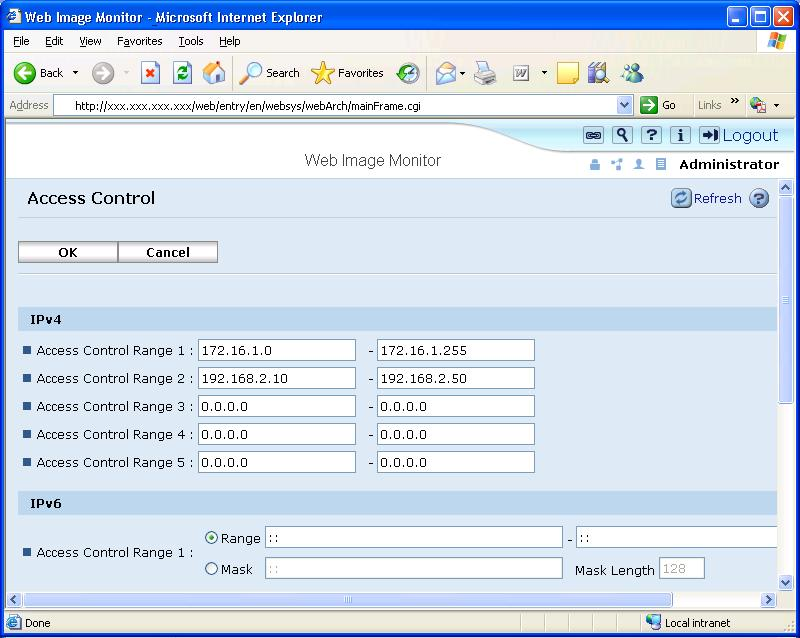 Web Image Monitor - Microsoft Internet Explorer
File Edit View Favorites Tools Help
Back Search Favorites W
Address http://xxx.xxx.xxx.xxx/web/entry/en/websys/webArch/mainFrame.cgi Go Links »
? i Logout
Web Image Monitor Administrator
Access Control Refresh ?
OK Cancel
IPv4
Access Control Range 1 : 172.16.1.0 - 172.16.1.255
Access Control Range 2 : 192.168.2.10 - 192.168.2.50
Access Control Range 3 : 0.0.0.0 - 0.0.0.0
Access Control Range 4 : 0.0.0.0 - 0.0.0.0
Access Control Range 5 : 0.0.0.0 - 0.0.0.0
IPv6
Access Control Range 1 : Range :: - ::
Mask :: Mask Length 128
Done Local intranet